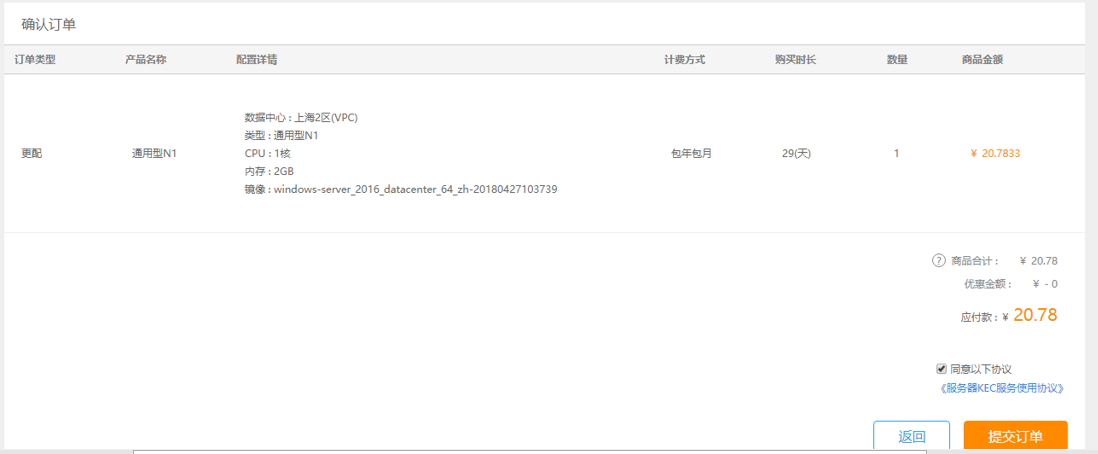 确认订单
订单类型 产品名称 配置详情 计费方式 购买时长 数量 商品金额
数据中心 : 上海2区(VPC)
类型 : 通用型N1
更配 通用型N1 CPU : 1核 包年包月 29(天) 1 ¥ 20.7833
内存 : 2GB
镜像 : windows-server_2016_datacenter_64_zh-20180427103739
? 商品合计 : ¥ 20.78
优惠金额 : ¥ - 0
应付款 : ¥ 20.78
同意以下协议
《服务器KEC服务使用协议》
返回 提交订单